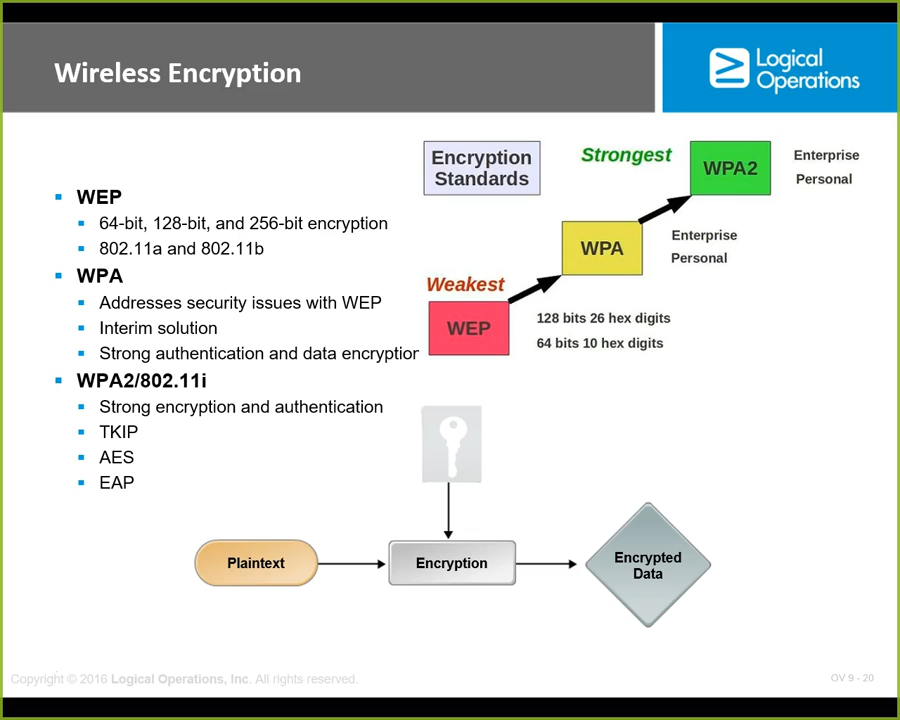 Wireless Encryption
Logical
Operations
WEP
64-bit, 128-bit, and 256-bit encryption
802.11a and 802.11b
WPA
Addresses security issues with WEP
Interim solution
Strong authentication and data encryption
WPA2/802.11i
Strong encryption and authentication
TKIP
AES
EAP
Encryption
Standards
Strongest
WPA2
Enterprise
Personal
WPA
Enterprise
Personal
Weakest
WEP
128 bits 26 hex digits
64 bits 10 hex digits
Plaintext
Encryption
Encrypted
Data
Copyright © 2016 Logical Operations, Inc. All rights reserved.
OV 9 - 20